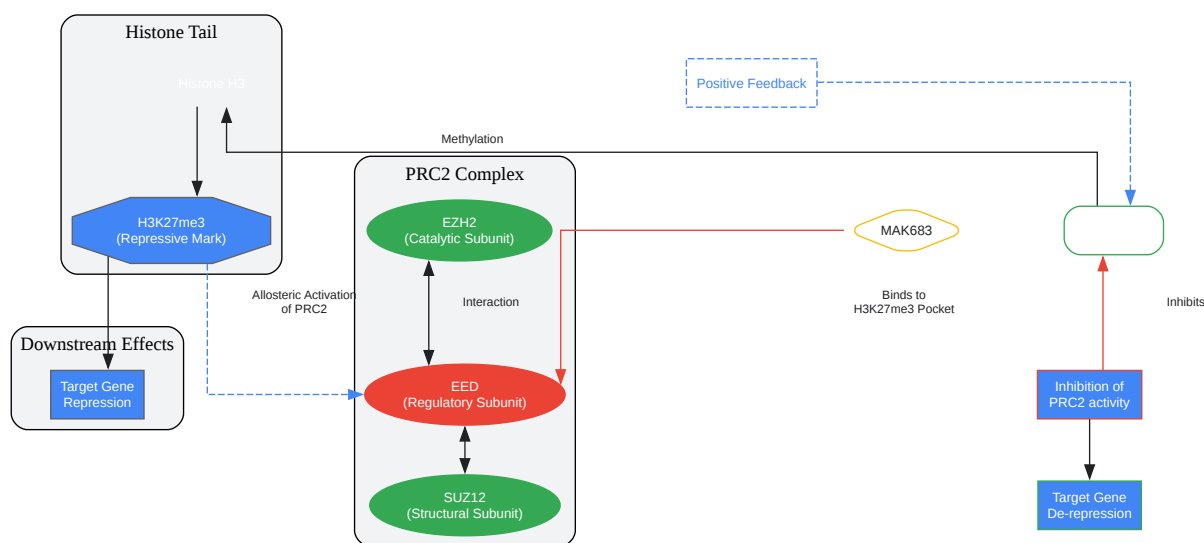 Histone Tail
Histone H3
Positive Feedback
Methylation
PRC2 Complex
H3K27me3
(Repressive Mark)
EZH2
(Catalytic Subunit)
MAK683
Allosteric Activation
of PRC2
Interaction
Binds to
H3K27me3 Pocket
Inhibits
Downstream Effects
Target Gene
Repression
EED
(Regulatory Subunit)
Inhibition of
PRC2 activity
SUZ12
(Structural Subunit)
Target Gene
De-repression